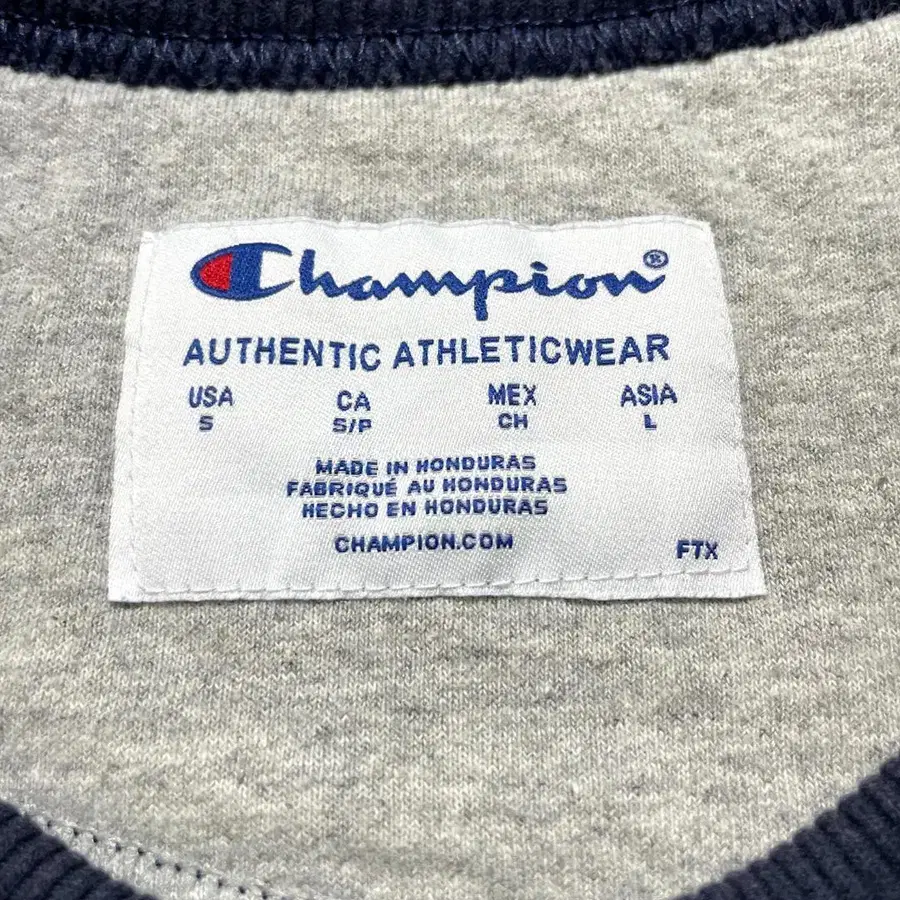 Champion®
AUTHENTIC ATHLETICWEAR
USA CA MEX ASIA
S S/P CH L
MADE IN HONDURAS
FABRIQUÉ AU HONDURAS
HECHO EN HONDURAS
CHAMPION.COM
FTX